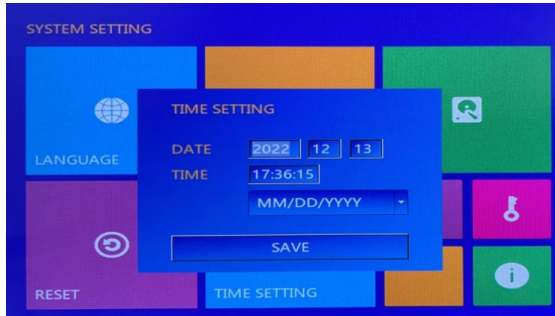 SYSTEM SETTING
TIME SETTING
DATE 2022 12 13
TIME 17:36:15
MM/DD/YYYY
SAVE
LANGUAGE
RESET
TIME SETTING